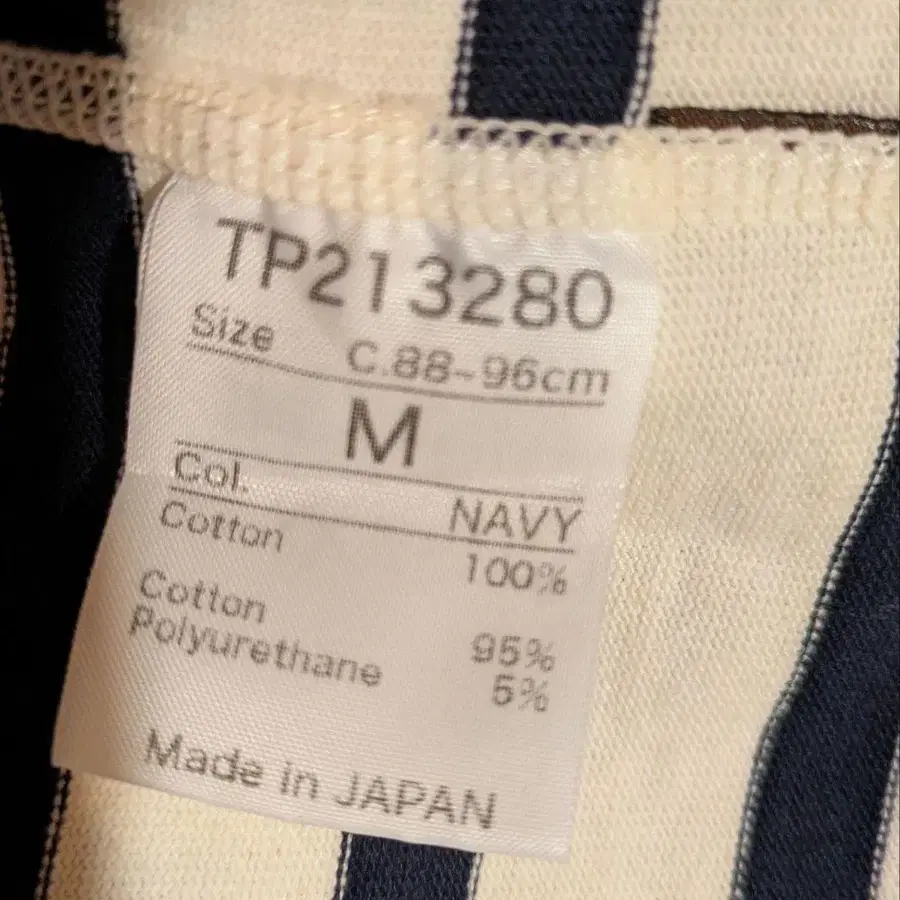 TP213280
Size C.88~96cm
M
Col. NAVY
Cotton 100%
Cotton 95%
Polyurethane 5%
Made in JAPAN